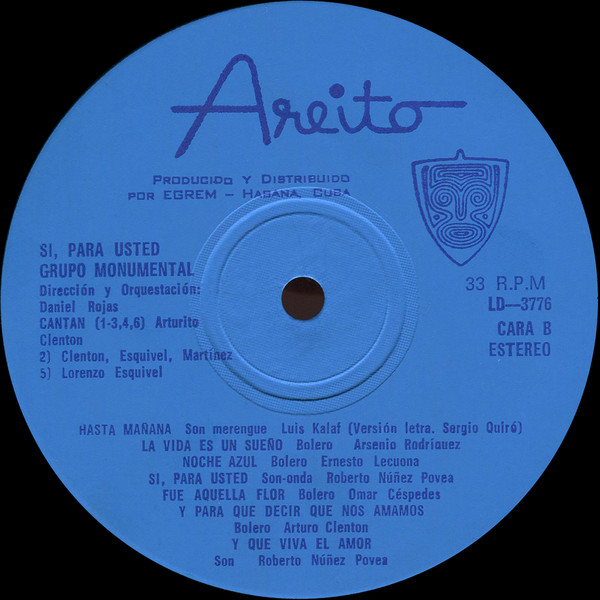 Areito
PRODUCIDO Y DISTRIBUIDO
POR EGREM — HABANA, CUBA
SI, PARA USTED
GRUPO MONUMENTAL
Dirección y Orquestación:
Daniel Rojas
CANTAN (1-3,4,6) Arturito
Clenton
2) Clenton, Esquivel, Martínez
5) Lorenzo Esquivel
33 R.P.M
LD—3776
CARA B
ESTEREO
HASTA MAÑANA Son merengue Luis Kalaf (Versión letra. Sergio Quiró)
LA VIDA ES UN SUEÑO Bolero Arsenio Rodríguez
NOCHE AZUL Bolero Ernesto Lecuona
SI, PARA USTED Son-onda Roberto Núñez Povea
FUE AQUELLA FLOR Bolero Omar Céspedes
Y PARA QUE DECIR QUE NOS AMAMOS
Bolero Arturo Clenton
Y QUE VIVA EL AMOR
Son Roberto Núñez Povea